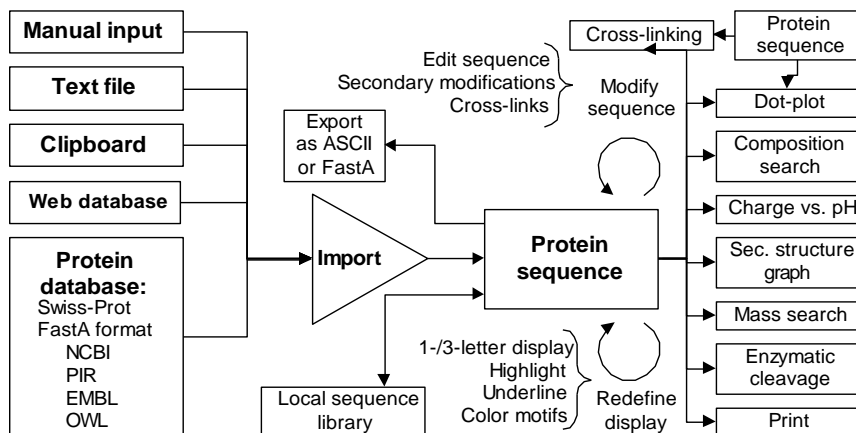 Manual input
Text file
Clipboard
Web database
Protein
database:
Swiss-Prot
FastA format
NCBI
PIR
EMBL
OWL
Export
as ASCII
or FastA
Import
Local sequence
library
Edit sequence
Secondary modifications
Cross-links
Modify
sequence
Protein
sequence
1-/3-letter display
Highlight
Underline
Color motifs
Redefine
display
Cross-linking
Protein
sequence
Dot-plot
Composition
search
Charge vs. pH
Sec. structure
graph
Mass search
Enzymatic
cleavage
Print